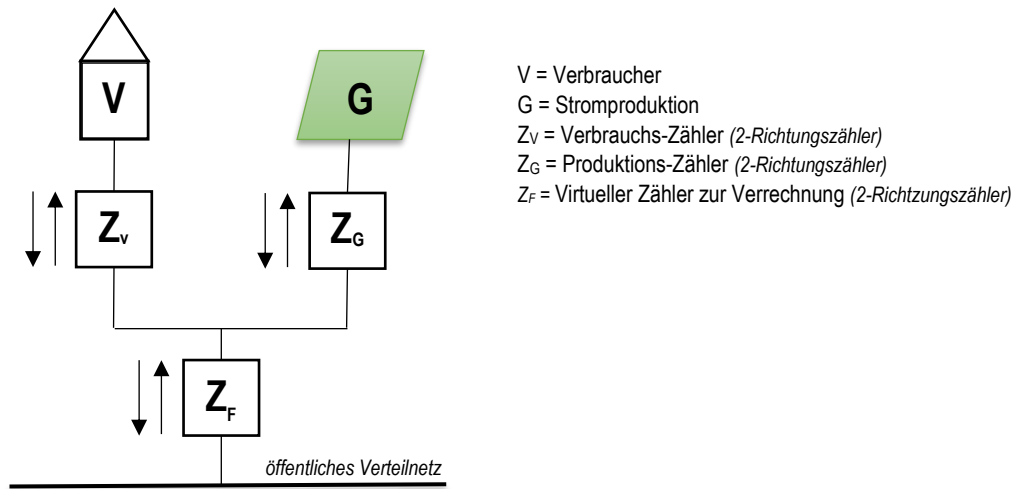 V
G
Zv
ZG
ZF
öffentliches Verteilnetz
V = Verbraucher
G = Stromproduktion
ZV = Verbrauchs-Zähler (2-Richtungszähler)
ZG = Produktions-Zähler (2-Richtungszähler)
ZF = Virtueller Zähler zur Verrechnung (2-Richtzungszähler)